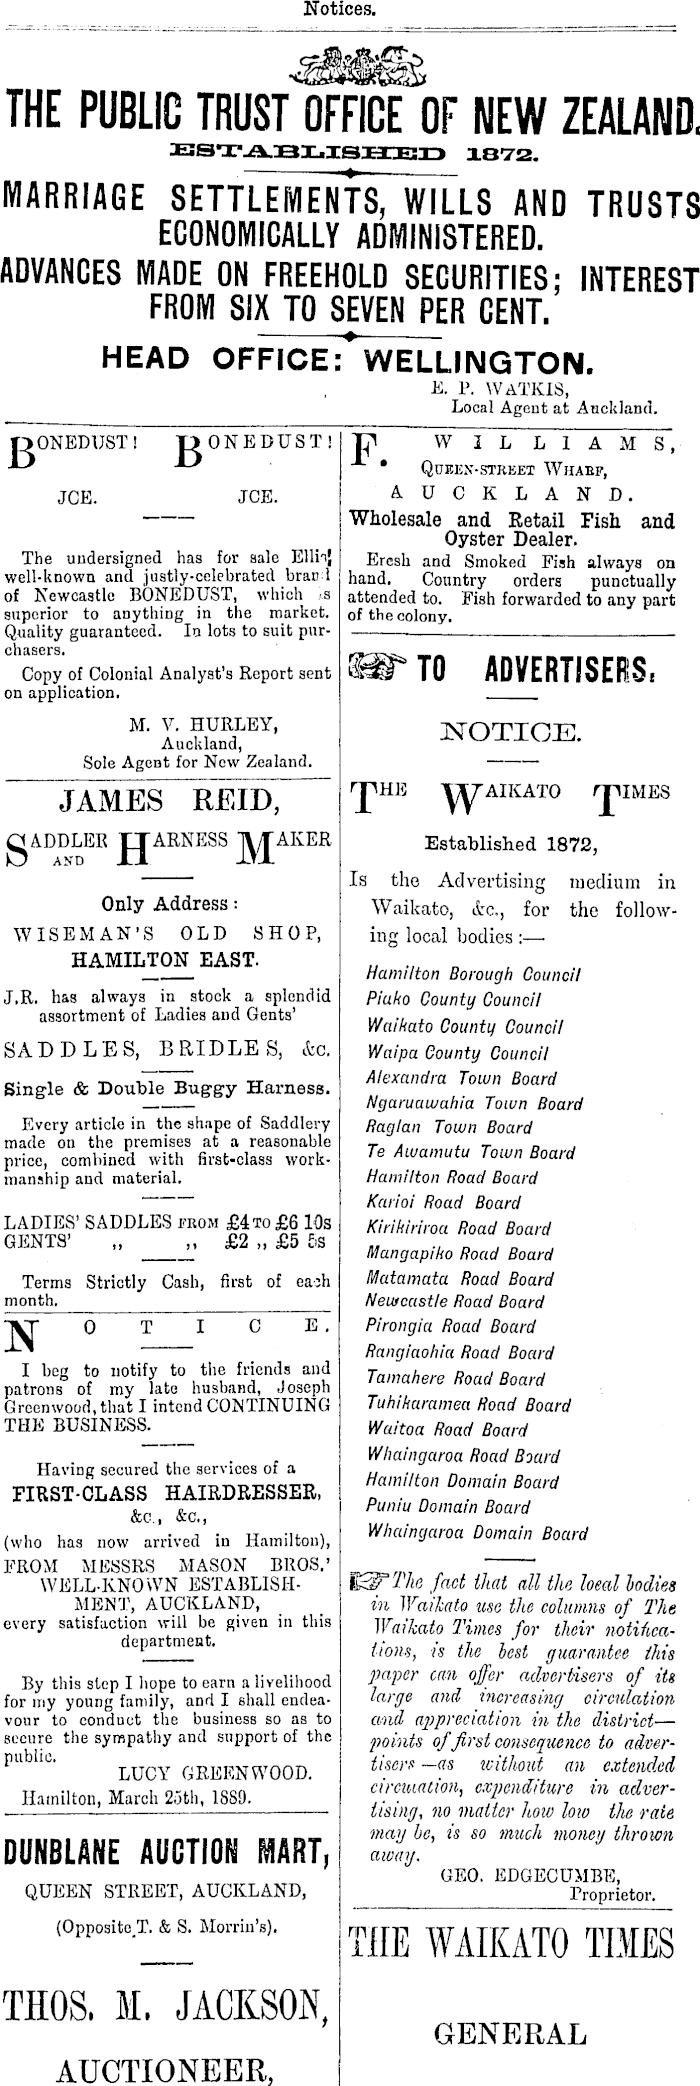 Notices.
THE PUBLIC TRUST OFFICE OF NEW ZEALAND.
ESTABLISHED 1872.
MARRIAGE SETTLEMENTS, WILLS AND TRUSTS
ECONOMICALLY ADMINISTERED.
ADVANCES MADE ON FREEHOLD SECURITIES; INTEREST
FROM SIX TO SEVEN PER CENT.
HEAD OFFICE: WELLINGTON.
E. P. WATKIS,
Local Agent at Auckland.
BONEDUST! BONEDUST!
JCE. JCE.
The undersigned has for sale
well-known and justly-celebrated brand
of Newcastle BONEDUST, which is
superior to anything in the market.
Quality guaranteed. In lots to suit pur-
chasers.
Copy of Colonial Analyst's Report sent
on application.
M. V. HURLEY,
Auckland,
Sole Agent for New Zealand.
JAMES REID,
SADDLER AND HARNESS MAKER
Only Address:
WISEMAN'S OLD SHOP,
HAMILTON EAST.
J.R. has always in stock a splendid
assortment of Ladies and Gents'
SADDLES, BRIDLES, &c.
Single & Double Buggy Harness.
Every article in the shape of Saddlery
made on the premises at a reasonable
price, combined with first-class work-
manship and material.
LADIES' SADDLES FROM £4 TO £6 10s
GENTS' ,, ,, £2 ,, £5 5s
Terms Strictly Cash, first of each
month.
NOTICE.
I beg to notify to the friends and
patrons of my late husband, Joseph
Greenwood, that I intend CONTINUING
THE BUSINESS.
Having secured the services of a
FIRST-CLASS HAIRDRESSER,
&c., &c.,
(who has now arrived in Hamilton),
FROM MESSRS MASON BROS.'
WELL-KNOWN ESTABLISH-
MENT, AUCKLAND,
every satisfaction will be given in this
department.
By this step I hope to earn a livelihood
for my young family, and I shall endea-
vour to conduct the business so as to
secure the sympathy and support of the
public.
LUCY GREENWOOD.
Hamilton, March 25th, 1889.
DUNBLANE AUCTION MART,
QUEEN STREET, AUCKLAND,
(Opposite T. & S. Morrin's).
THOS. M. JACKSON,
AUCTIONEER,
F. WILLIAMS,
QUEEN-STREET WHARF,
AUCKLAND.
Wholesale and Retail Fish and
Oyster Dealer.
Fresh and Smoked Fish always on
hand. Country orders punctually
attended to. Fish forwarded to any part
of the colony.
TO ADVERTISERS.
NOTICE.
THE WAIKATO TIMES
Established 1872,
Is the Advertising medium in
Waikato, &c., for the follow-
ing local bodies :—
Hamilton Borough Council
Piako County Council
Waikato County Council
Waipa County Council
Alexandra Town Board
Ngaruawahia Town Board
Raglan Town Board
Te Awamutu Town Board
Hamilton Road Board
Karioi Road Board
Kirikiriroa Road Board
Mangapiko Road Board
Matamata Road Board
Newcastle Road Board
Pirongia Road Board
Rangiaohia Road Board
Tamahere Road Board
Tuhikaramea Road Board
Waitoa Road Board
Whaingaroa Road Board
Hamilton Domain Board
Puniu Domain Board
Whaingaroa Domain Board
The fact that all the local bodies
in Waikato use the columns of The
Waikato Times for their notifica-
tions, is the best guarantee this
paper can offer advertisers of its
large and increasing circulation
and appreciation in the district—
points of first consequence to adver-
tisers—as without an extended
circulation, expenditure in adver-
tising, no matter how low the rate
may be, is so much money thrown
away.
GEO. EDGECUMBE,
Proprietor.
THE WAIKATO TIMES
GENERAL